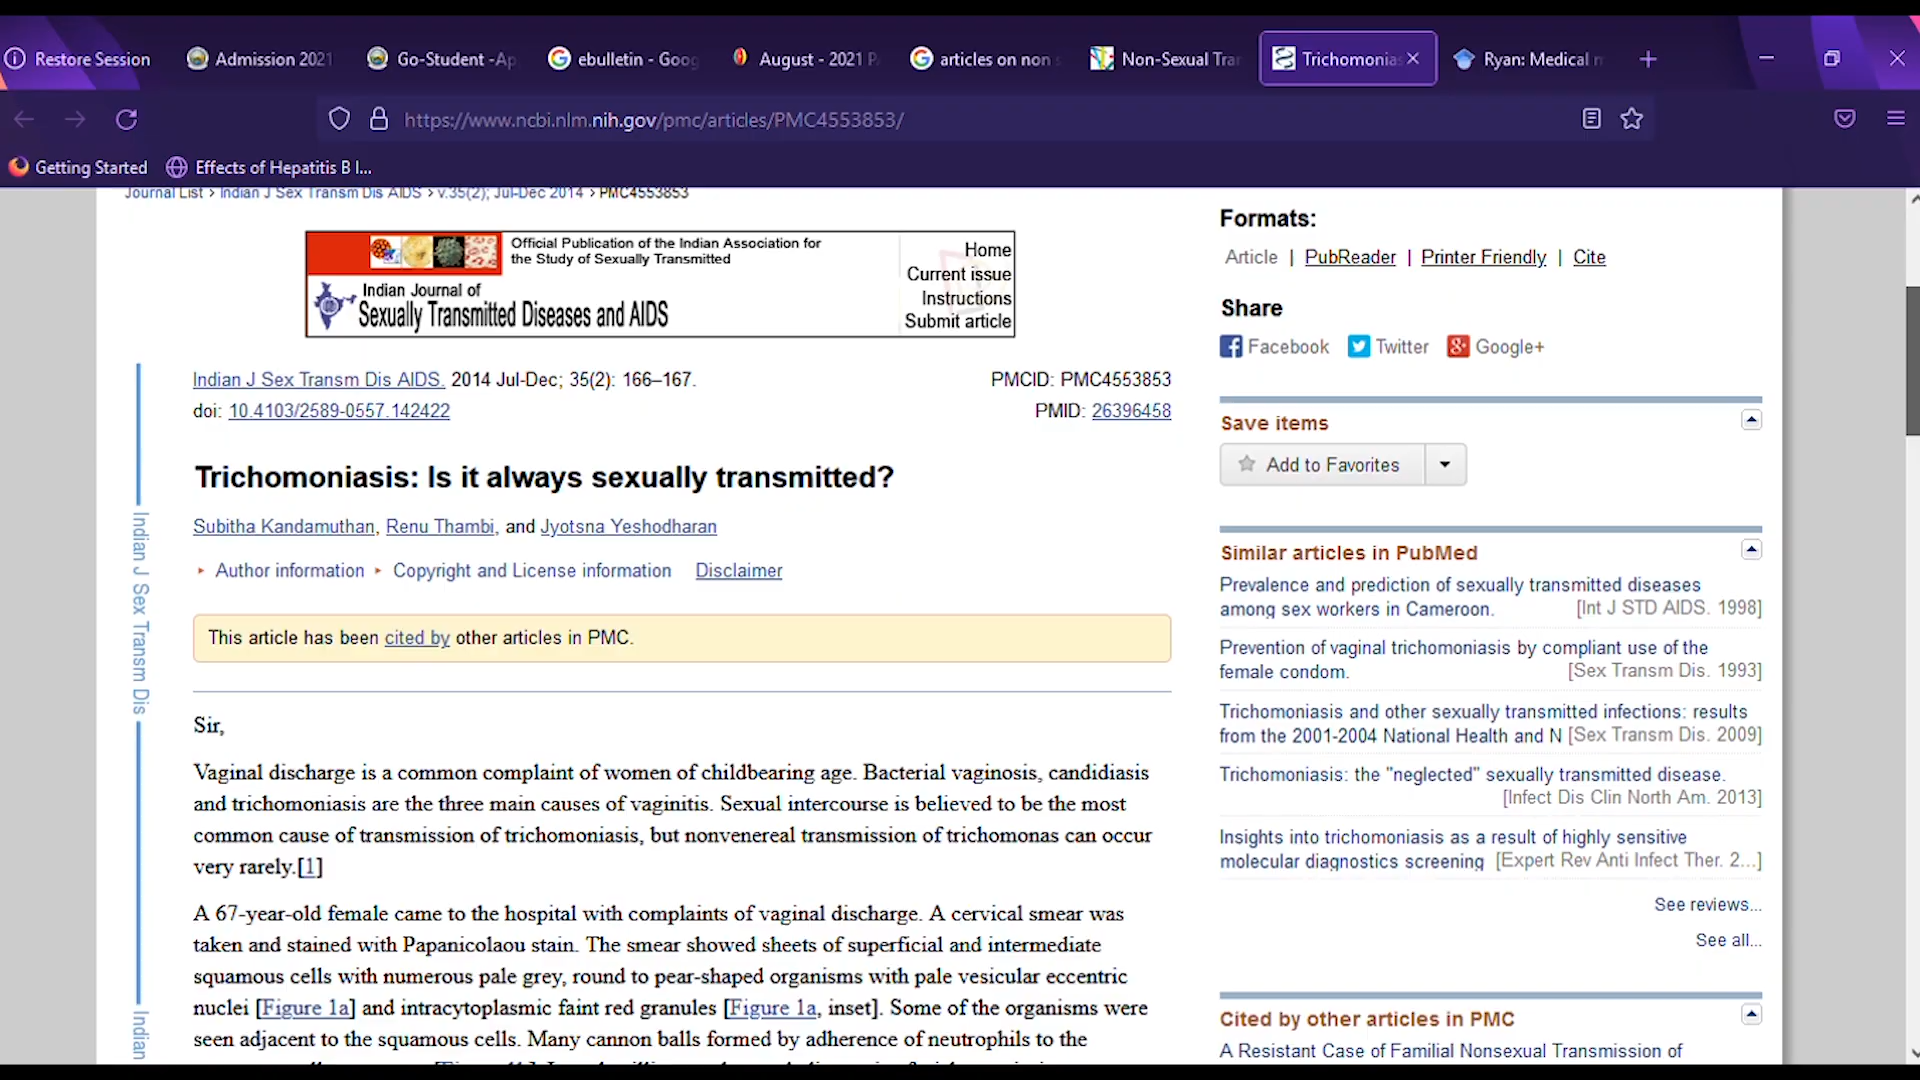 Restore Session
Admission 2021
Go-Student -Ap
ebulletin - Goog
August - 2021 P
articles on non
Non-Sexual Tra
Trichomonias
Ryan: Medical m
https://www.ncbi.nlm.nih.gov/pmc/articles/PMC4553853/
Getting Started
Effects of Hepatitis B I...
Journal List > Indian J Sex Transm Dis AIDS > v.35(2); Jul-Dec 2014 > PMC4553853
Official Publication of the Indian Association for
the Study of Sexually Transmitted
Indian Journal of
Sexually Transmitted Diseases and AIDS
Home
Current issue
Instructions
Submit article
Indian J Sex Transm Dis AIDS. 2014 Jul-Dec; 35(2): 166–167.
PMCID: PMC4553853
doi: 10.4103/2589-0557.142422
PMID: 26396458
Trichomoniasis: Is it always sexually transmitted?
Subitha Kandamuthan, Renu Thambi, and Jyotsna Yeshodharan
Author information
Copyright and License information
Disclaimer
This article has been cited by other articles in PMC.
Sir,
Vaginal discharge is a common complaint of women of childbearing age. Bacterial vaginosis, candidiasis
and trichomoniasis are the three main causes of vaginitis. Sexual intercourse is believed to be the most
common cause of transmission of trichomoniasis, but nonvenereal transmission of trichomonas can occur
very rarely.[1]
A 67-year-old female came to the hospital with complaints of vaginal discharge. A cervical smear was
taken and stained with Papanicolaou stain. The smear showed sheets of superficial and intermediate
squamous cells with numerous pale grey, round to pear-shaped organisms with pale vesicular eccentric
nuclei [Figure 1a] and intracytoplasmic faint red granules [Figure 1a, inset]. Some of the organisms were
seen adjacent to the squamous cells. Many cannon balls formed by adherence of neutrophils to the
Indian J Sex Transm Dis
Indian
Formats:
Article | PubReader | Printer Friendly | Cite
Share
Facebook
Twitter
Google+
Save items
Add to Favorites
Similar articles in PubMed
Prevalence and prediction of sexually transmitted diseases
among sex workers in Cameroon. [Int J STD AIDS. 1998]
Prevention of vaginal trichomoniasis by compliant use of the
female condom. [Sex Transm Dis. 1993]
Trichomoniasis and other sexually transmitted infections: results
from the 2001-2004 National Health and N [Sex Transm Dis. 2009]
Trichomoniasis: the "neglected" sexually transmitted disease.
[Infect Dis Clin North Am. 2013]
Insights into trichomoniasis as a result of highly sensitive
molecular diagnostics screening [Expert Rev Anti Infect Ther. 2...]
See reviews...
See all...
Cited by other articles in PMC
A Resistant Case of Familial Nonsexual Transmission of